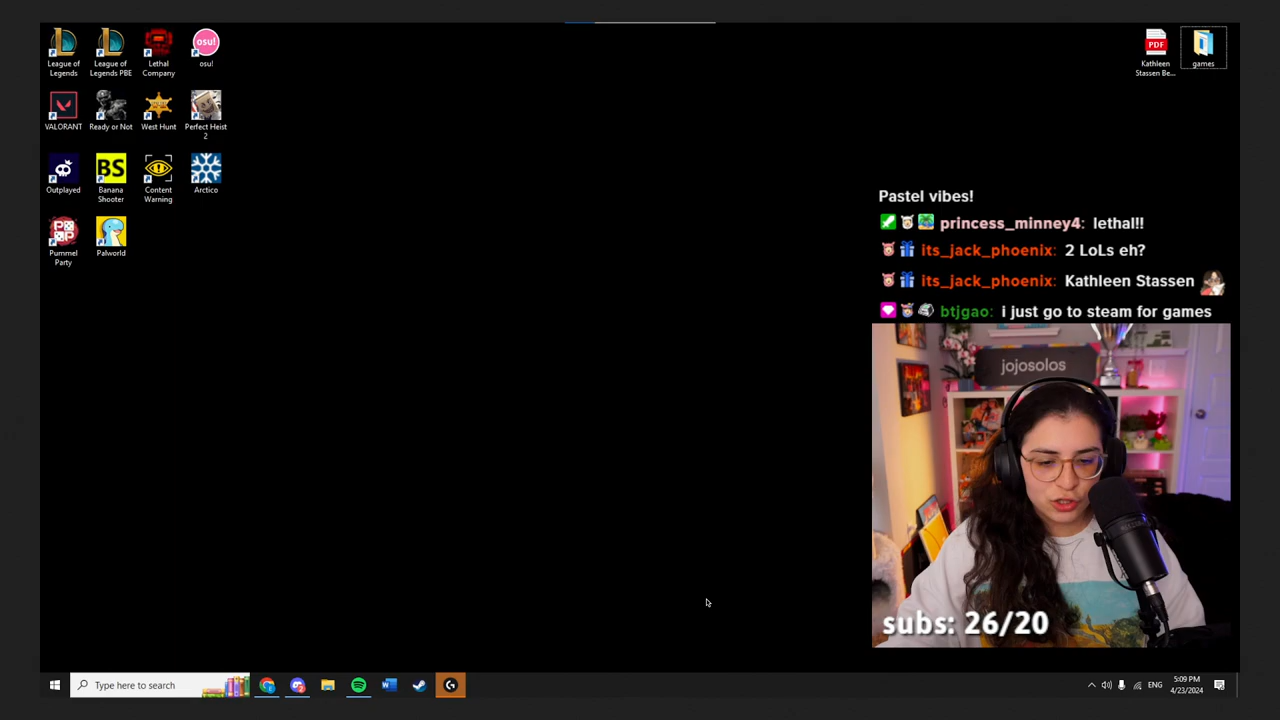 League of
Legends
League of
Legends PBE
Lethal
Company
osu!
osu!
VALORANT
Ready or Not
West Hunt
Perfect Heist
2
Outplayed
BS
Banana
Shooter
Content
Warning
Arctico
Pummel
Party
Palworld
PDF
Kathleen
Stassen Be...
games
Pastel vibes!
princess_minney4: lethal!!
its_jack_phoenix: 2 LoLs eh?
its_jack_phoenix: Kathleen Stassen
btjgao: i just go to steam for games
jojosolos
subs: 26/20
Type here to search
ENG
5:09 PM
4/23/2024